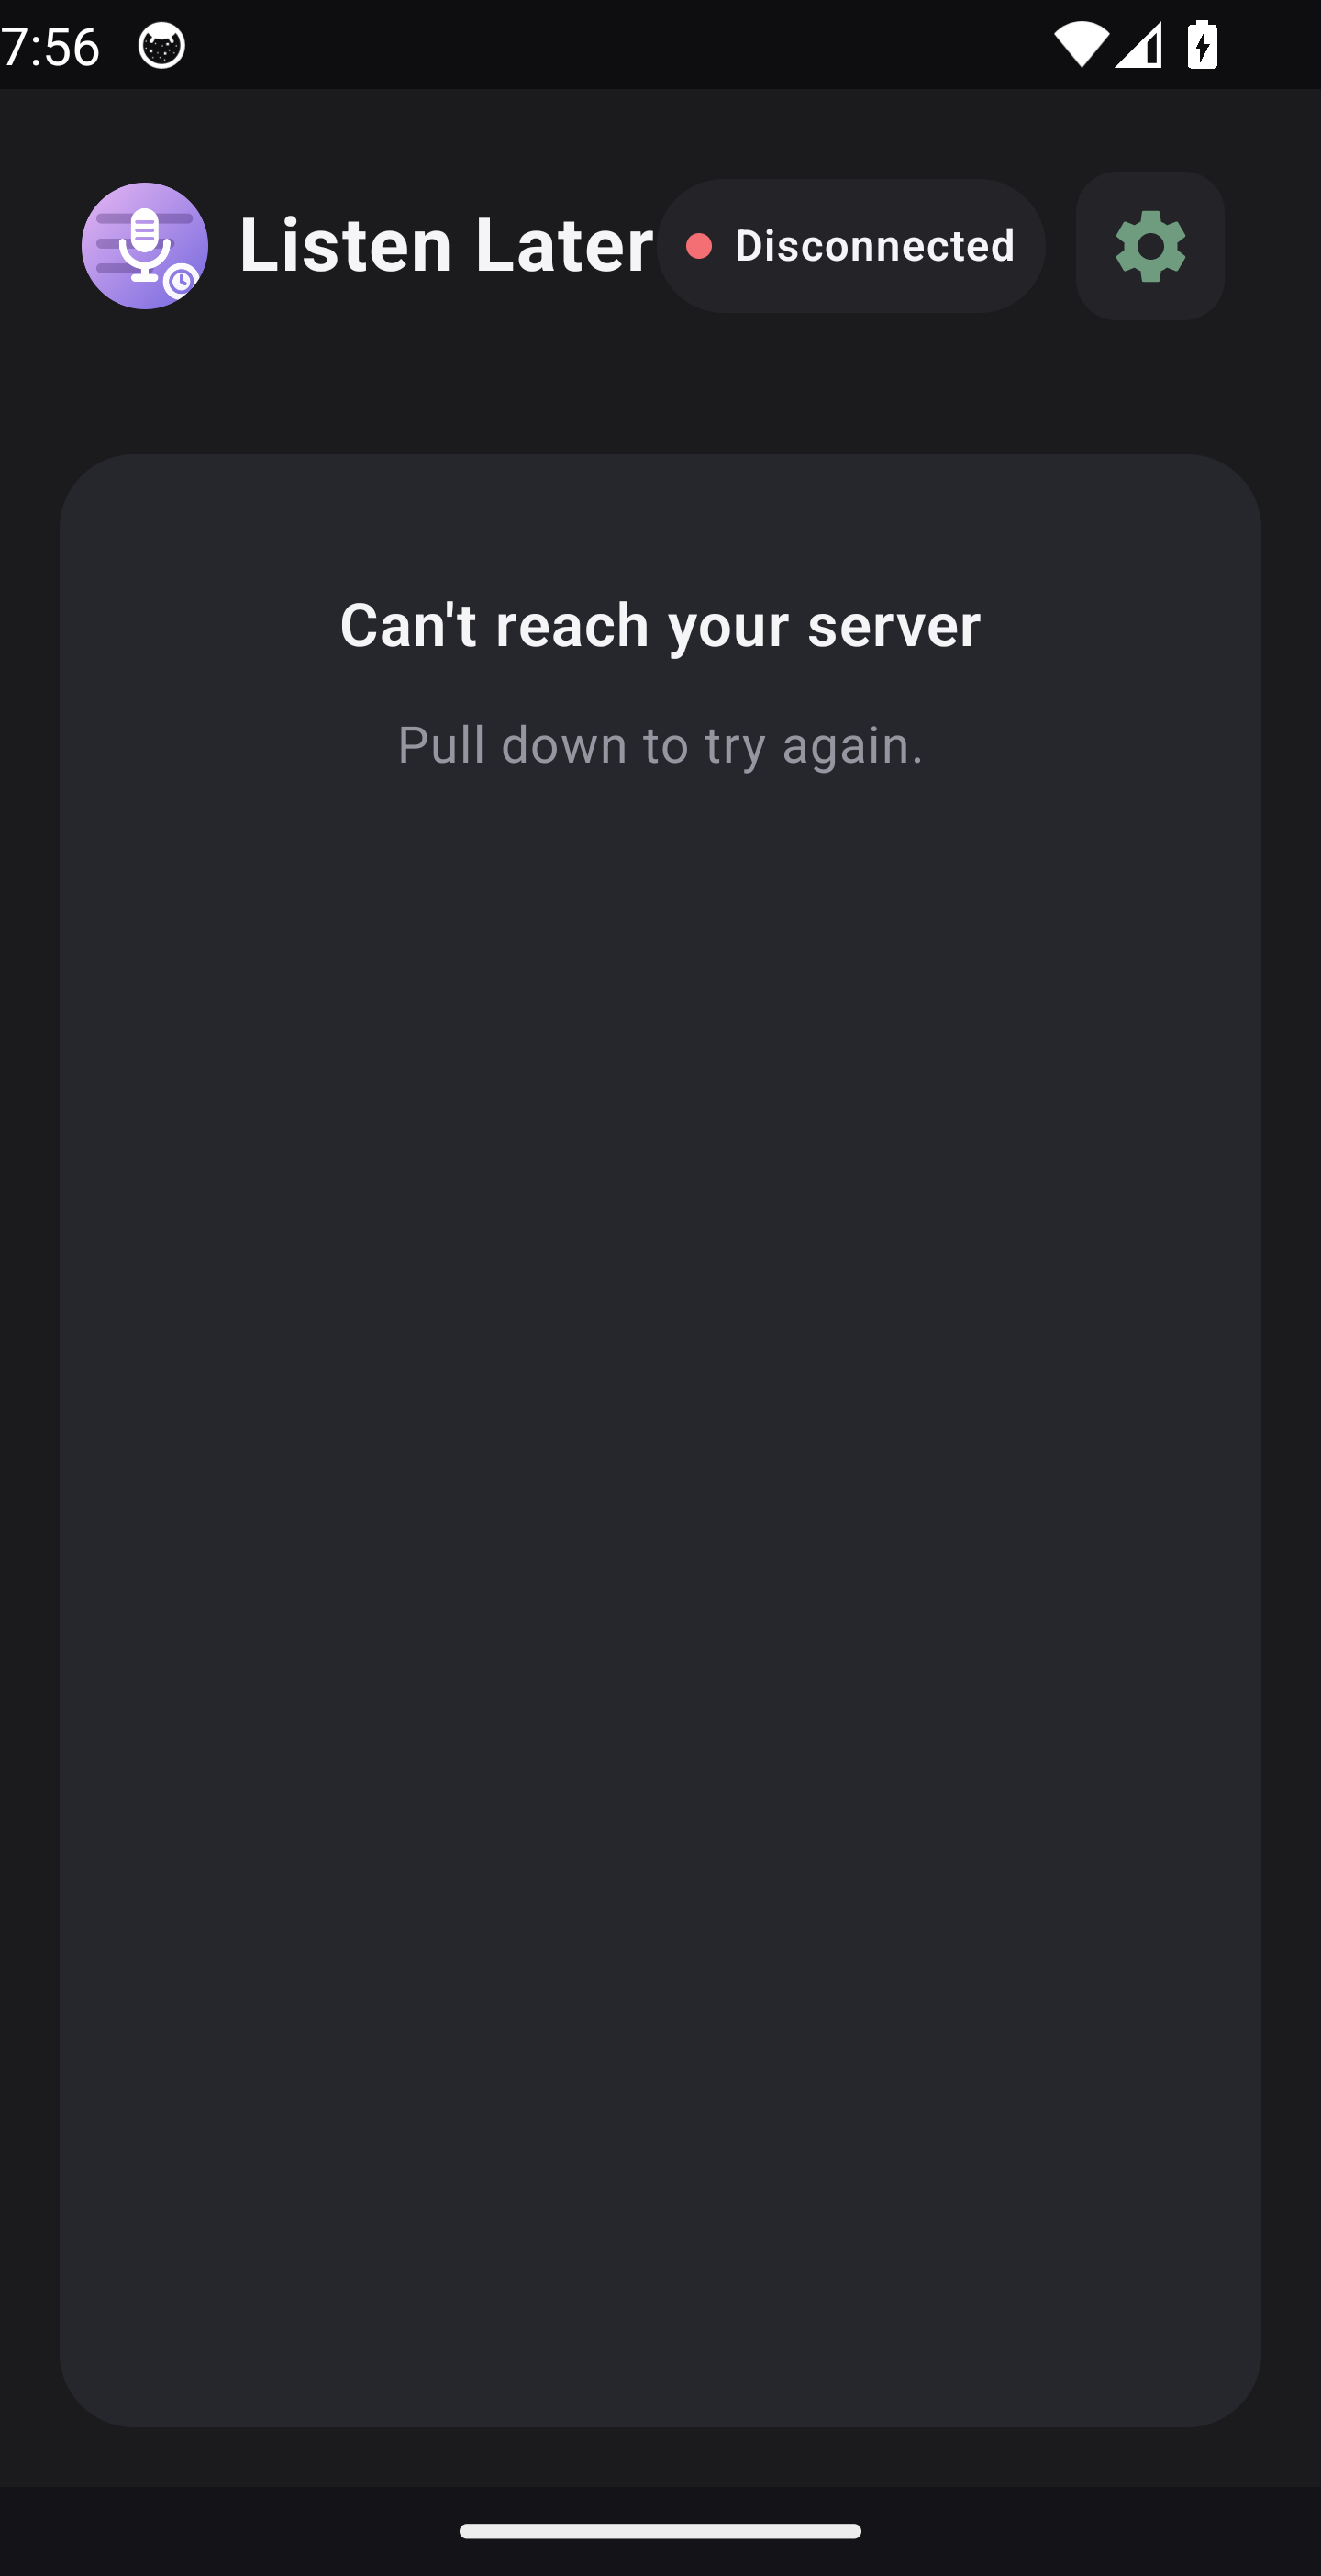 7:56
Listen Later
Disconnected
Can't reach your server
Pull down to try again.